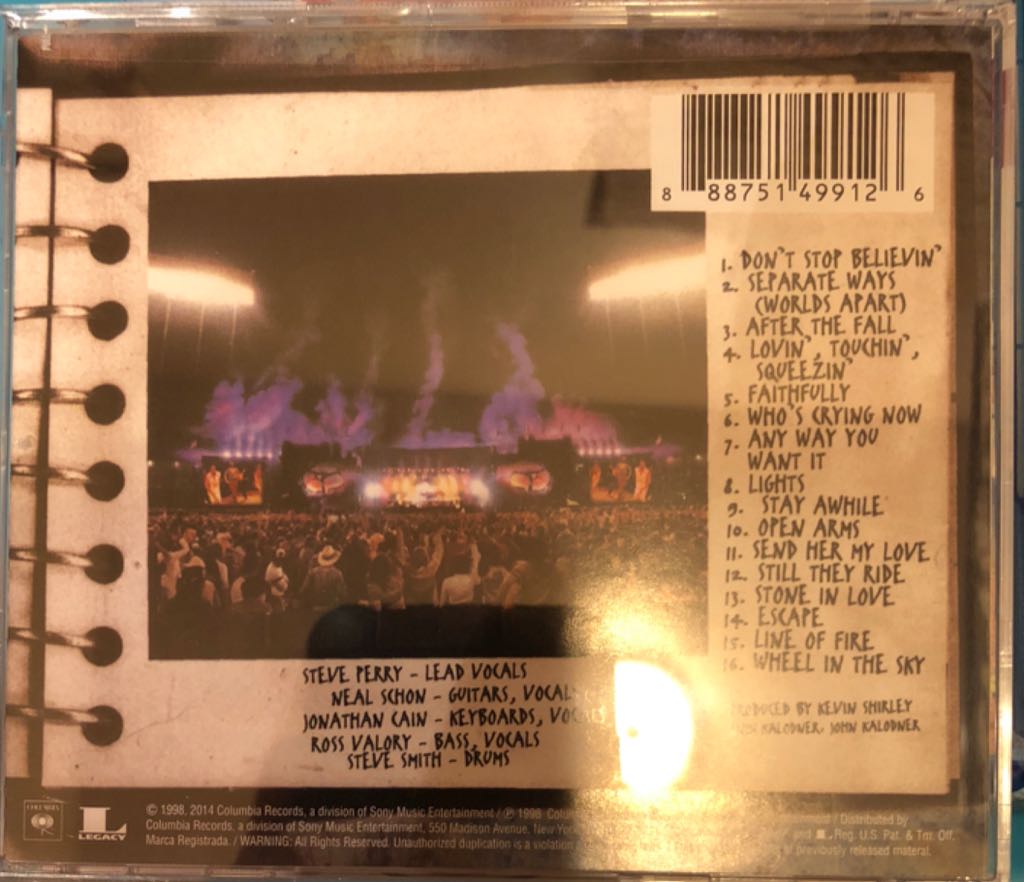 8 88751 49912 6
1. DON'T STOP BELIEVIN'
2. SEPARATE WAYS
(WORLDS APART)
3. AFTER THE FALL
4. LOVIN', TOUCHIN',
SQUEEZIN'
5. FAITHFULLY
6. WHO'S CRYING NOW
7. ANY WAY YOU
WANT IT
8. LIGHTS
9. STAY AWHILE
10. OPEN ARMS
11. SEND HER MY LOVE
12. STILL THEY RIDE
13. STONE IN LOVE
14. ESCAPE
15. LINE OF FIRE
16. WHEEL IN THE SKY
BY KEVIN SHIRLEY
KALODNER: JOHN KALODNER
STEVE PERRY - LEAD VOCALS
NEAL SCHON - GUITARS,
JONATHAN CAIN - KEYBOARDS,
ROSS VALORY - BASS, VOCALS
STEVE SMITH - DRUMS
COLUMBIA
L
LEGACY
© 1998, 2014 Columbia Records, a division of Sony Music Entertainment / ℗ 1998 / Distributed by
Columbia Records, a division of Sony Music Entertainment, 550 Madison Avenue, New York Reg. U.S. Pat. & Tm. Off.
Marca Registrada. / WARNING: All Rights Reserved. Unauthorized duplication is a violation previously released material.